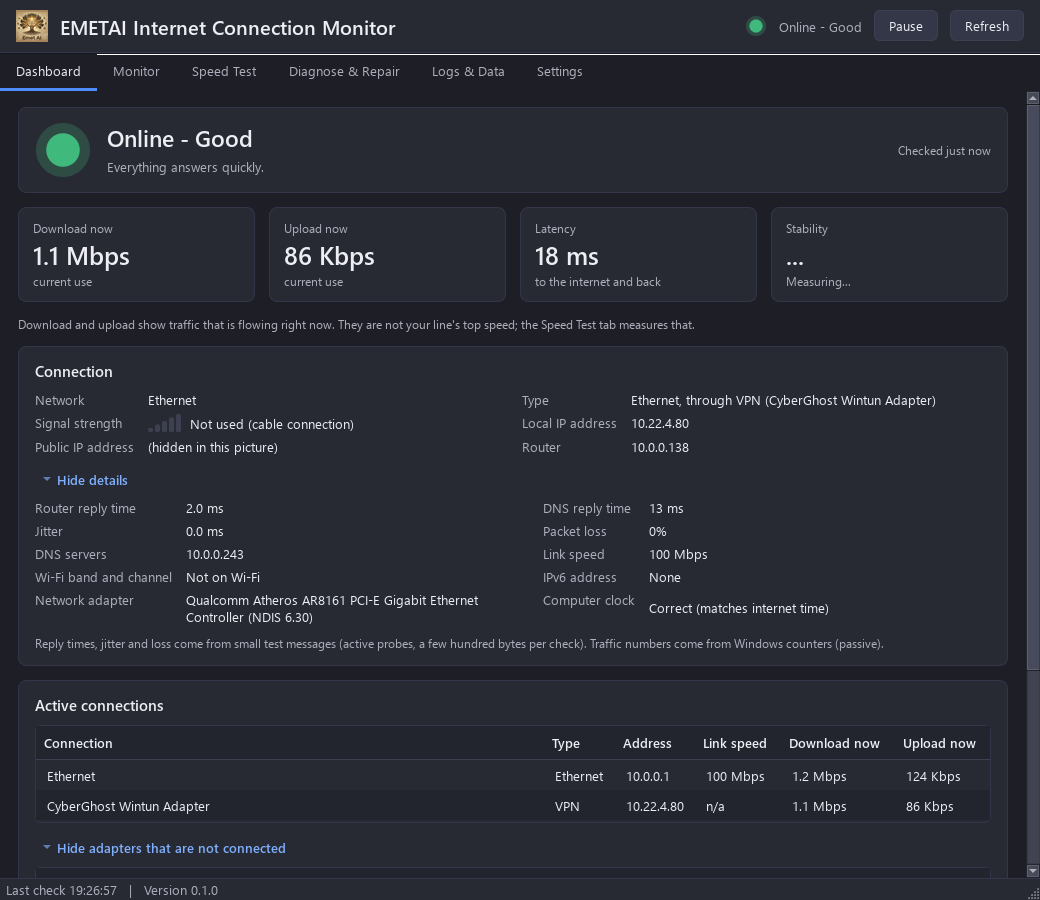 Emet AI
EMETAI Internet Connection Monitor
Online - Good
Pause
Refresh
Dashboard
Monitor
Speed Test
Diagnose & Repair
Logs & Data
Settings
Online - Good
Everything answers quickly.
Checked just now
Download now
1.1 Mbps
current use
Upload now
86 Kbps
current use
Latency
18 ms
to the internet and back
Stability
...
Measuring...
Download and upload show traffic that is flowing right now. They are not your line's top speed; the Speed Test tab measures that.
Connection
Network Ethernet
Type Ethernet, through VPN (CyberGhost Wintun Adapter)
Signal strength Not used (cable connection)
Local IP address 10.22.4.80
Public IP address (hidden in this picture)
Router 10.0.0.138
Hide details
Router reply time 2.0 ms
DNS reply time 13 ms
Jitter 0.0 ms
Packet loss 0%
DNS servers 10.0.0.243
Link speed 100 Mbps
Wi-Fi band and channel Not on Wi-Fi
IPv6 address None
Network adapter Qualcomm Atheros AR8161 PCI-E Gigabit Ethernet
Controller (NDIS 6.30)
Computer clock Correct (matches internet time)
Reply times, jitter and loss come from small test messages (active probes, a few hundred bytes per check). Traffic numbers come from Windows counters (passive).
Active connections
Connection Type Address Link speed Download now Upload now
Ethernet Ethernet 10.0.0.1 100 Mbps 1.2 Mbps 124 Kbps
CyberGhost Wintun Adapter VPN 10.22.4.80 n/a 1.1 Mbps 86 Kbps
Hide adapters that are not connected
Last check 19:26:57 | Version 0.1.0